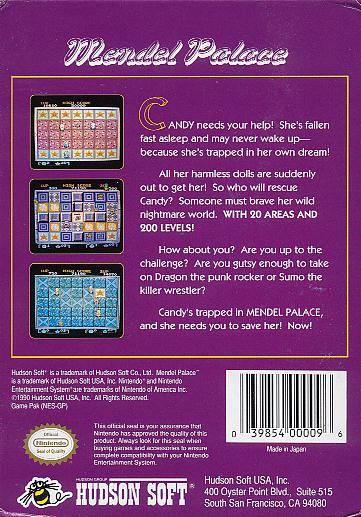 Mendel Palace
CANDY needs your help! She's fallen
fast asleep and may never wake up—
because she's trapped in her own dream!
All her harmless dolls are suddenly
out to get her! So who will rescue
Candy? Someone must brave her wild
nightmare world. WITH 20 AREAS AND
200 LEVELS!
How about you? Are you up to the
challenge? Are you gutsy enough to take
on Dragon the punk rocker or Sumo the
killer wrestler?
Candy's trapped in MENDEL PALACE,
and she needs you to save her! Now!
Hudson Soft® is a trademark of Hudson Soft Co., Ltd. Mendel Palace™
is a trademark of Hudson Soft USA, Inc. Nintendo® and Nintendo
Entertainment System® are trademarks of Nintendo of America Inc.
©1990 Hudson Soft USA, Inc. All Rights Reserved.
Game Pak (NES-GP)
Official
Nintendo
Seal of Quality
This official seal is your assurance that
Nintendo has approved the quality of this
product. Always look for this seal when
buying games and accessories to ensure
complete compatibility with your Nintendo
Entertainment System.
0 39854 00009 6
Made in Japan
HUDSON GROUP
HUDSON SOFT®
Hudson Soft USA, Inc.
400 Oyster Point Blvd., Suite 515
South San Francisco, CA 94080